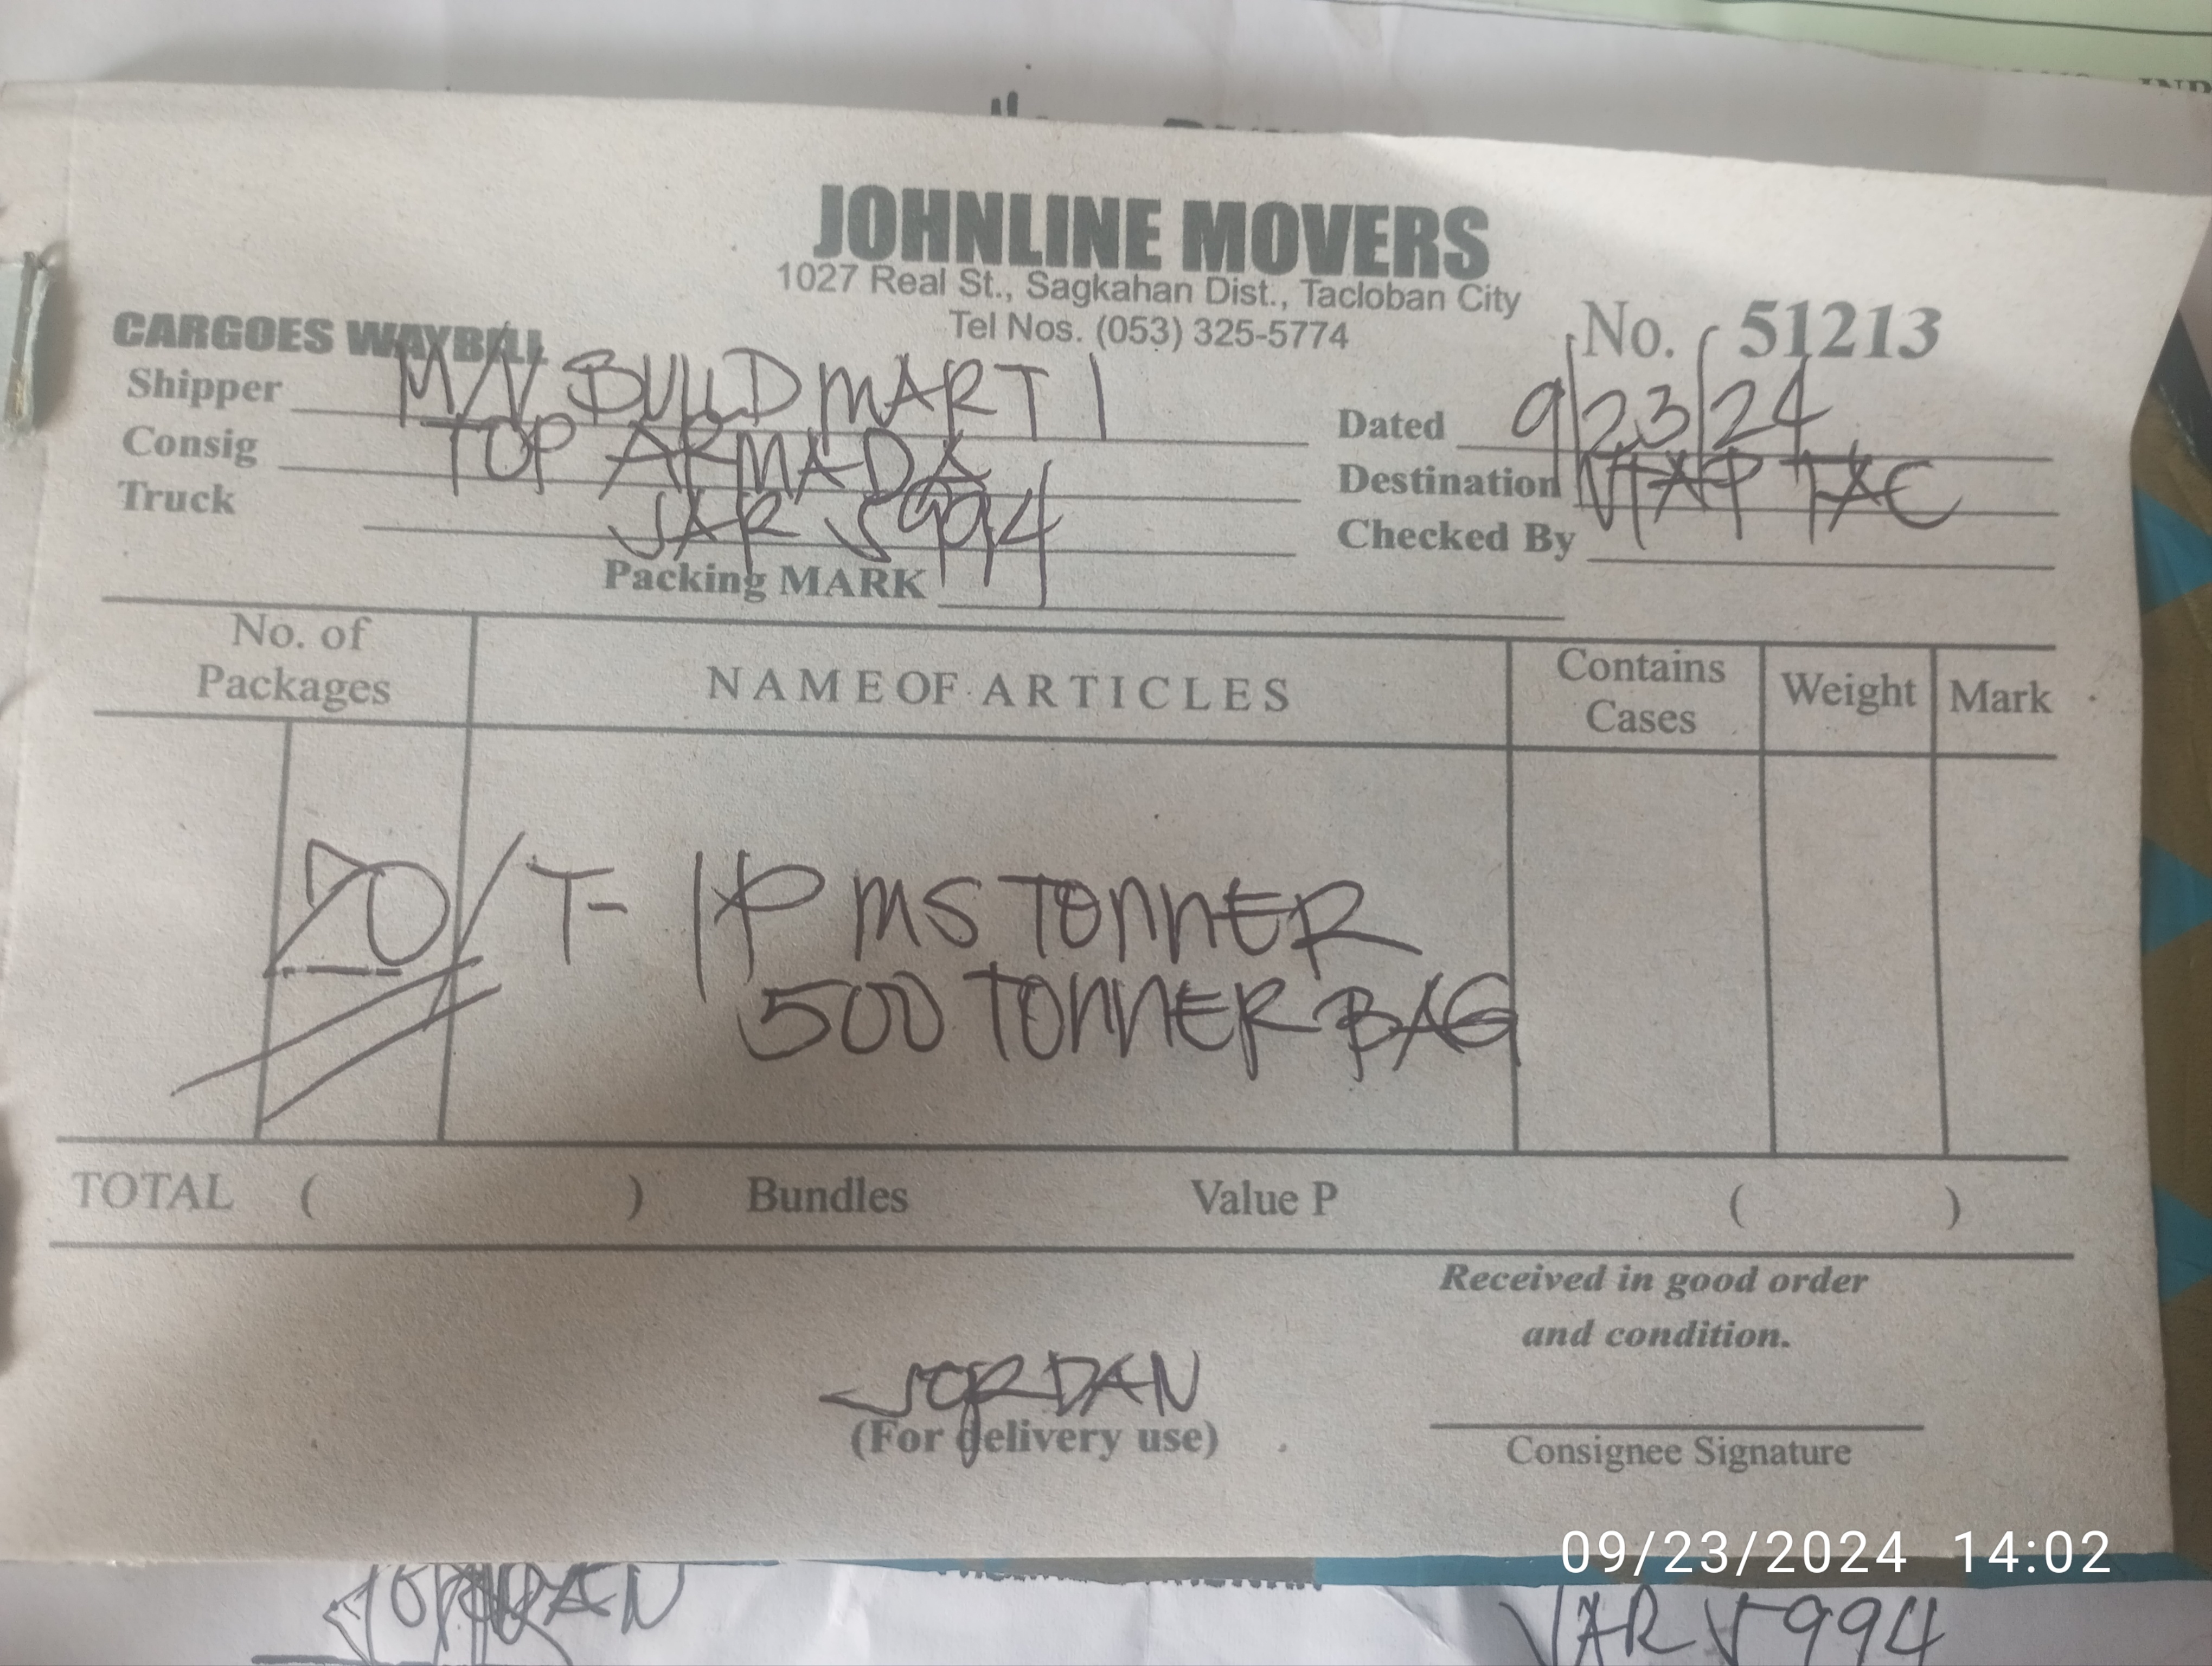 JOHNLINE MOVERS
1027 Real St., Sagkahan Dist., Tacloban City
Tel Nos. (053) 325-5774
CARGOES WAYBILL
No. 51213
Shipper M/V BUILD MART 1
Dated 9/23/24
Consig TOP ARMADA
Destination TAC
Truck JAR 5994
Checked By
Packing MARK
No. of Packages
NAME OF ARTICLES
Contains Cases
Weight
Mark
20/T- 1P MS TONNER
500 TONNER BAG
TOTAL ( ) Bundles Value P ( )
Received in good order
and condition.
JORDAN
(For delivery use)
Consignee Signature
09/23/2024 14:02
JAR 5994